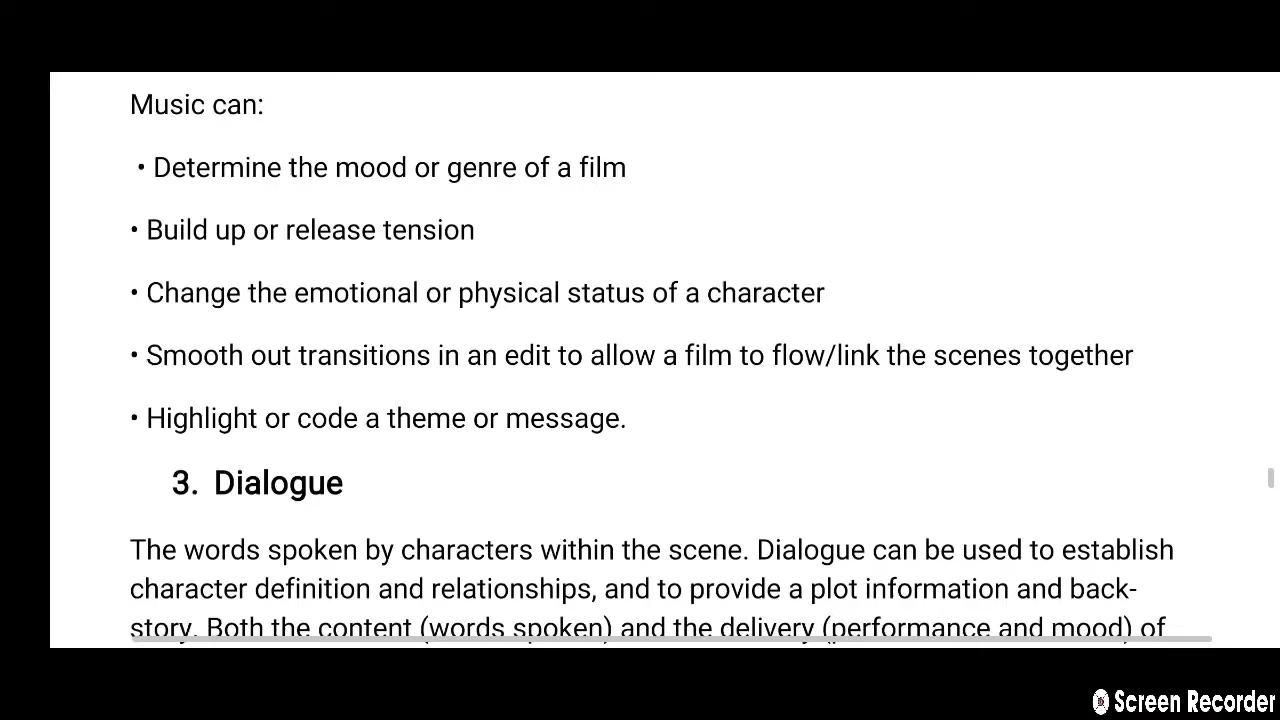 Music can:
• Determine the mood or genre of a film
• Build up or release tension
• Change the emotional or physical status of a character
• Smooth out transitions in an edit to allow a film to flow/link the scenes together
• Highlight or code a theme or message.
3. Dialogue
The words spoken by characters within the scene. Dialogue can be used to establish
character definition and relationships, and to provide a plot information and back-
story. Both the content (words spoken) and the delivery (performance and mood) of
Screen Recorder